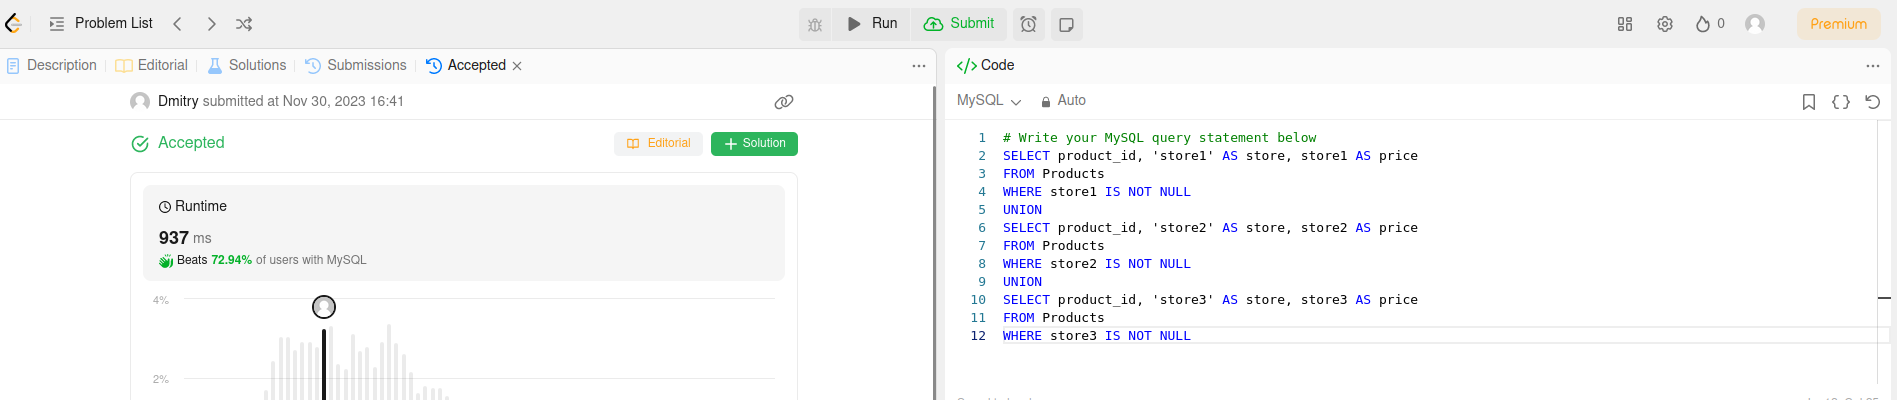 Problem List
Run
Submit
0
Premium
Description
Editorial
Solutions
Submissions
Accepted
Dmitry submitted at Nov 30, 2023 16:41
Accepted
Editorial
Solution
Runtime
937 ms
Beats 72.94% of users with MySQL
4%
2%
Code
MySQL
Auto
1 # Write your MySQL query statement below
2 SELECT product_id, 'store1' AS store, store1 AS price
3 FROM Products
4 WHERE store1 IS NOT NULL
5 UNION
6 SELECT product_id, 'store2' AS store, store2 AS price
7 FROM Products
8 WHERE store2 IS NOT NULL
9 UNION
10 SELECT product_id, 'store3' AS store, store3 AS price
11 FROM Products
12 WHERE store3 IS NOT NULL